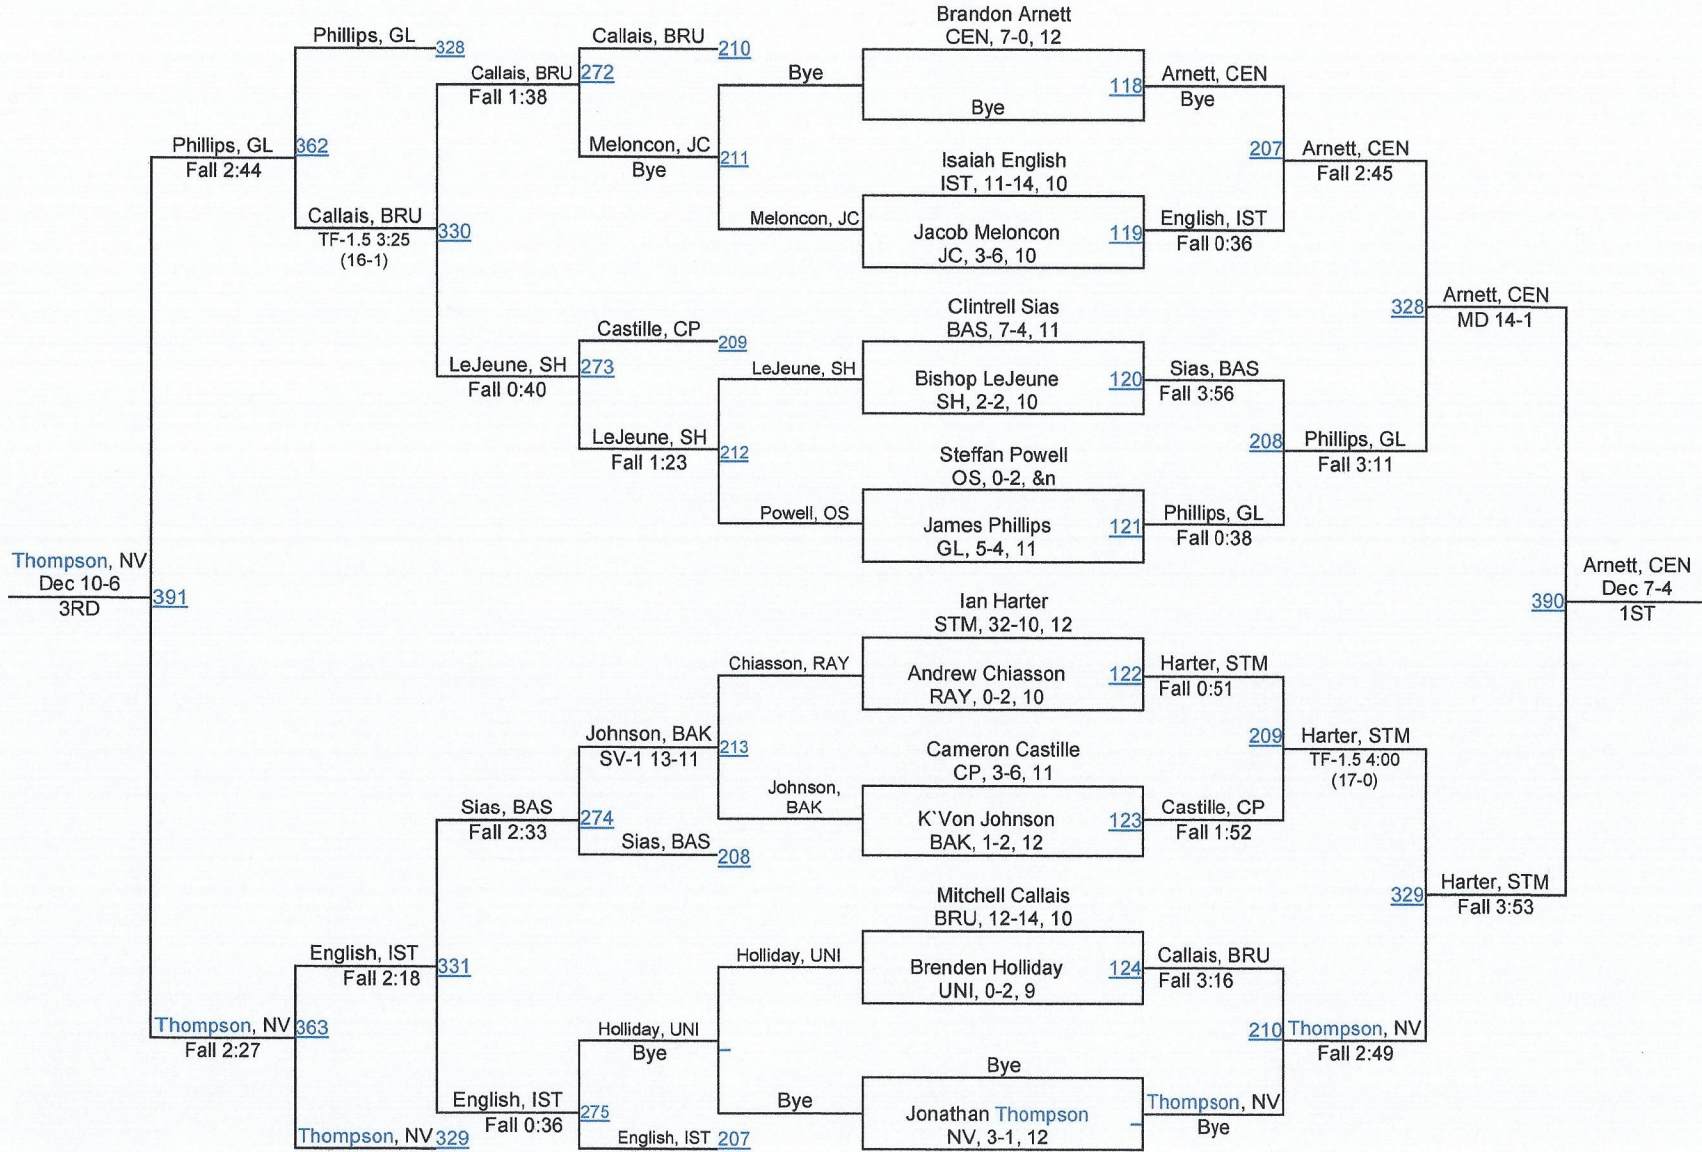 Brandon Arnett
CEN, 7-0, 12
Phillips, GL
328
Callais, BRU
210
Callais, BRU
272
Fall 1:38
Bye
118
Arnett, CEN
Bye
Bye
Phillips, GL
362
Fall 2:44
Meloncon, JC
211
Bye
Isaiah English
IST, 11-14, 10
207
Arnett, CEN
Fall 2:45
Callais, BRU
330
TF-1.5 3:25
(16-1)
Meloncon, JC
Jacob Meloncon
JC, 3-6, 10
119
English, IST
Fall 0:36
Clintrell Sias
BAS, 7-4, 11
328
Arnett, CEN
MD 14-1
Castille, CP
209
LeJeune, SH
273
Fall 0:40
LeJeune, SH
Bishop LeJeune
SH, 2-2, 10
120
Sias, BAS
Fall 3:56
LeJeune, SH
212
Fall 1:23
Steffan Powell
OS, 0-2, &n
208
Phillips, GL
Fall 3:11
Powell, OS
James Phillips
GL, 5-4, 11
121
Phillips, GL
Fall 0:38
Thompson, NV
Dec 10-6
391
3RD
Arnett, CEN
Dec 7-4
390
1ST
Ian Harter
STM, 32-10, 12
Chiasson, RAY
Andrew Chiasson
RAY, 0-2, 10
122
Harter, STM
Fall 0:51
Johnson, BAK
213
SV-1 13-11
Cameron Castille
CP, 3-6, 11
209
Harter, STM
TF-1.5 4:00
(17-0)
Johnson,
BAK
Sias, BAS
274
Fall 2:33
K`Von Johnson
BAK, 1-2, 12
123
Castille, CP
Fall 1:52
Sias, BAS
208
Mitchell Callais
BRU, 12-14, 10
329
Harter, STM
Fall 3:53
English, IST
331
Fall 2:18
Holliday, UNI
Brenden Holliday
UNI, 0-2, 9
124
Callais, BRU
Fall 3:16
Thompson, NV
363
Fall 2:27
Holliday, UNI
Bye
210
Thompson, NV
Fall 2:49
Bye
English, IST
275
Fall 0:36
Bye
Jonathan Thompson
NV, 3-1, 12
Thompson, NV
Bye
Thompson, NV
329
English, IST
207